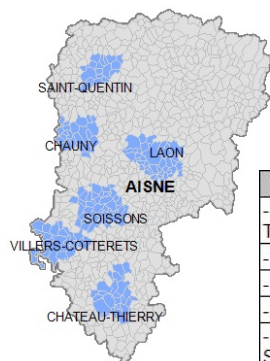 SAINT-QUENTIN
CHAUNY
LAON
AISNE
SOISSONS
VILLERS-COTTERETS
CHATEAU-THIERRY
-
T
-
-
-
-
-
S